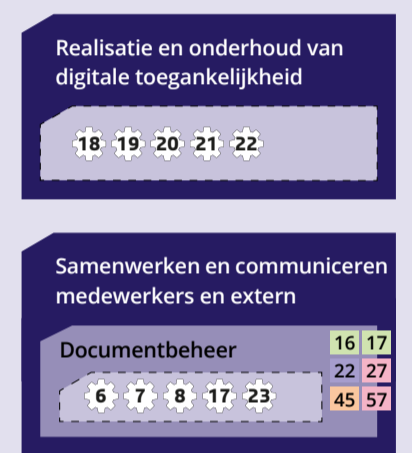 Realisatie en onderhoud van
digitale toegankelijkheid
18 19 20 21 22
Samenwerken en communiceren
medewerkers en extern
Documentbeheer
6 7 8 17 23
16 17
22 27
45 57